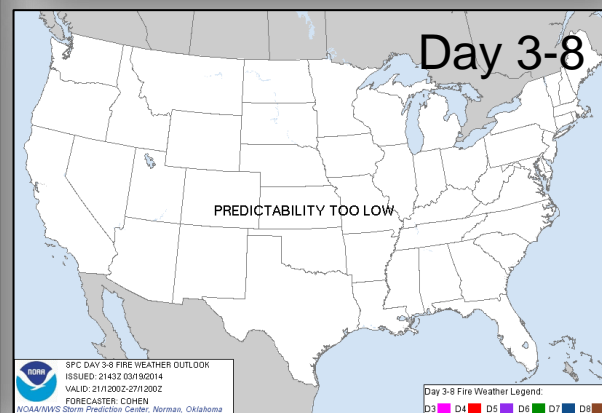 Day 3-8
PREDICTABILITY TOO LOW
NOAA
SPC DAY 3-8 FIRE WEATHER OUTLOOK
ISSUED: 2143Z 03/19/2014
VALID: 21/1200Z-27/1200Z
FORECASTER: COHEN
NOAA/NWS Storm Prediction Center, Norman, Oklahoma
Day 3-8 Fire Weather Legend:
D3 D4 D5 D6 D7 D8